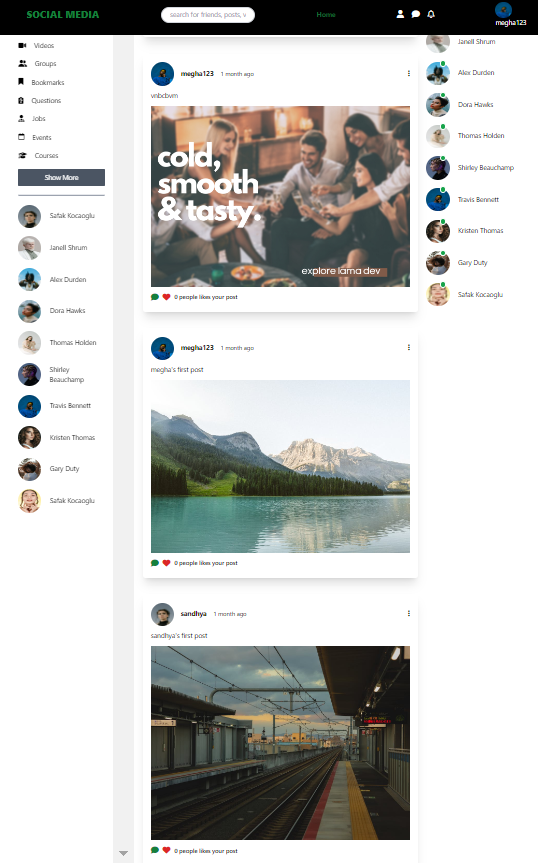 SOCIAL MEDIA
search for friends, posts, v
Home
megha123
Videos
Groups
Bookmarks
Questions
Jobs
Events
Courses
Show More
Safak Kocaoglu
Janell Shrum
Alex Durden
Dora Hawks
Thomas Holden
Shirley
Beauchamp
Travis Bennett
Kristen Thomas
Gary Duty
Safak Kocaoglu
megha123 1 month ago
vnbcbvm
cold,
smooth
& tasty.
explore lama dev
0 people likes your post
megha123 1 month ago
megha's first post
0 people likes your post
sandhya 1 month ago
sandhya's first post
0 people likes your post
Janell Shrum
Alex Durden
Dora Hawks
Thomas Holden
Shirley Beauchamp
Travis Bennett
Kristen Thomas
Gary Duty
Safak Kocaoglu